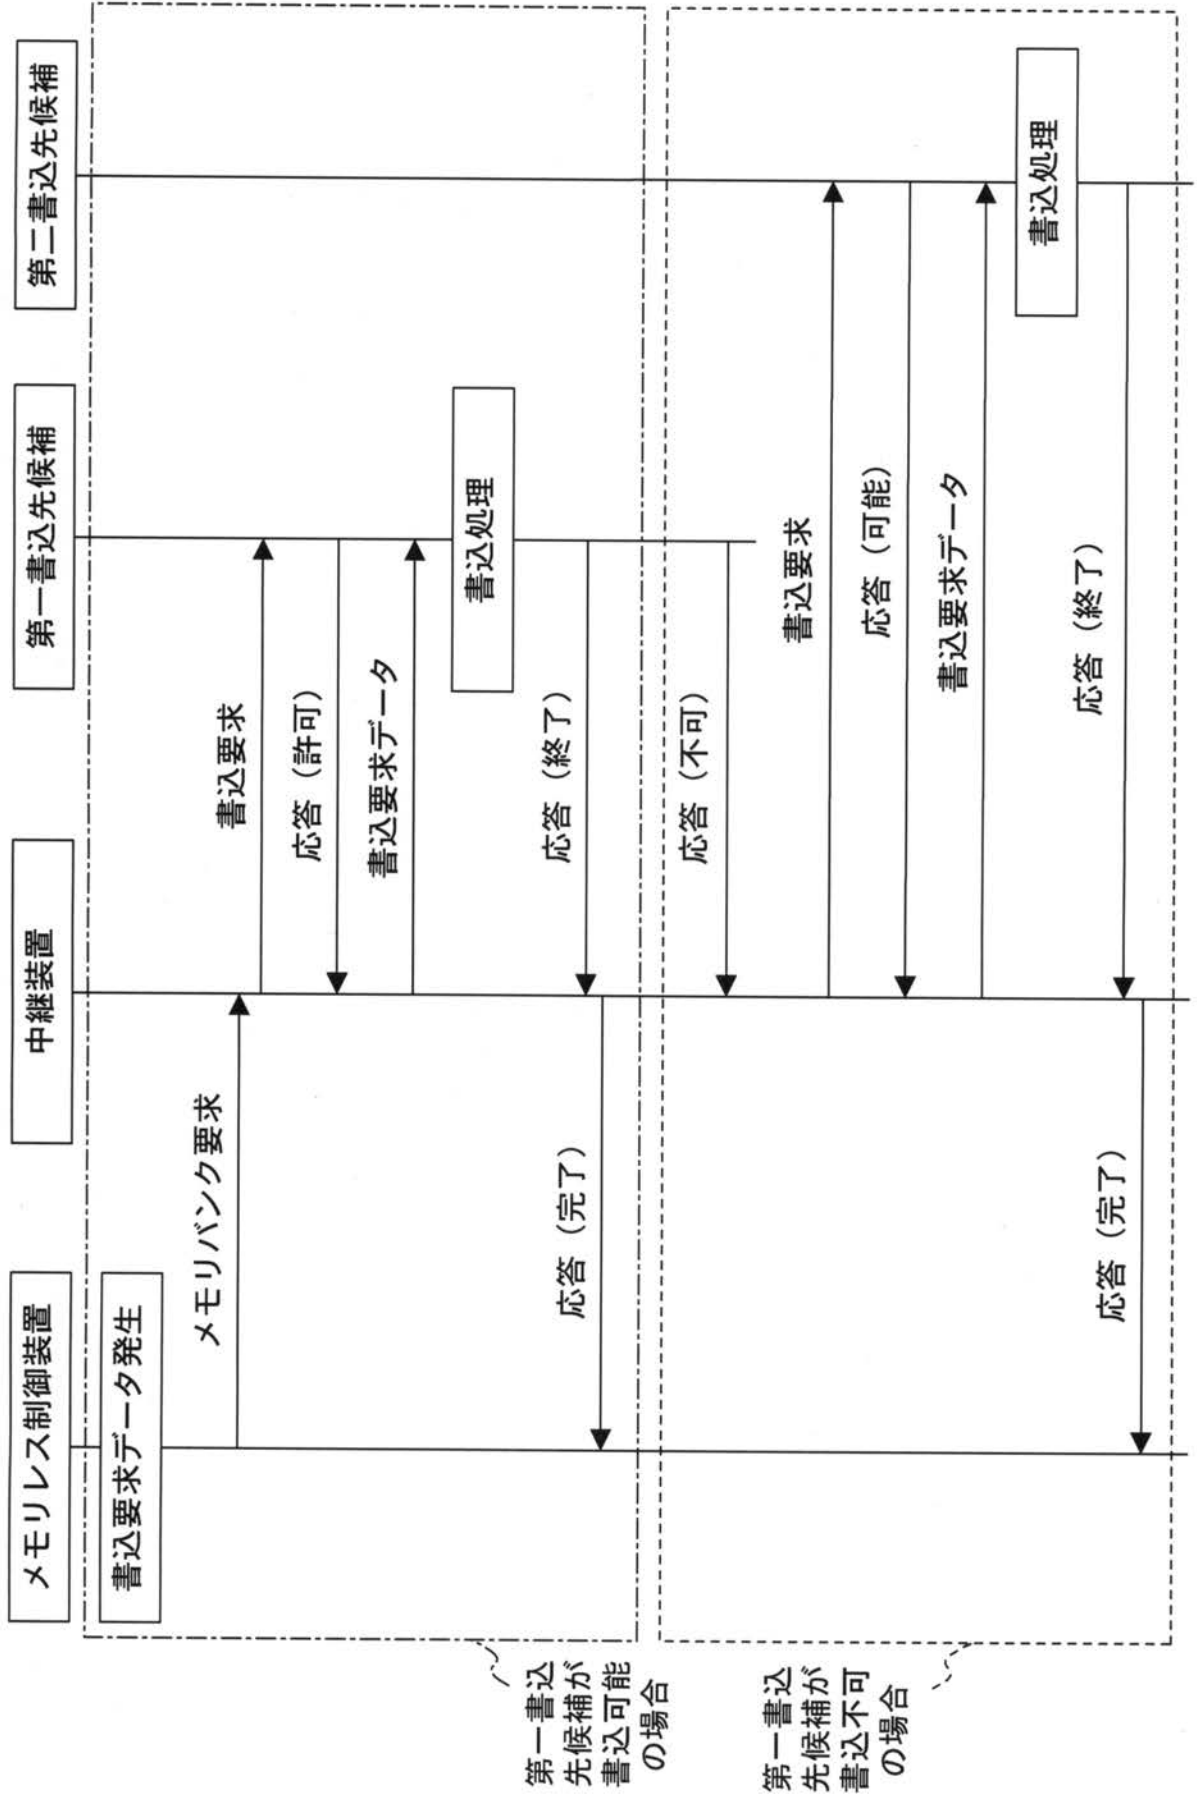 メモリレス制御装置
中継装置
第一書込先候補
第二書込先候補
書込要求データ発生
メモリバンク要求
書込要求
応答（許可）
書込要求データ
書込処理
応答（終了）
応答（完了）
第一書込
先候補が
書込可能
の場合
応答（不可）
書込要求
応答（可能）
書込要求データ
書込処理
応答（終了）
応答（完了）
第一書込
先候補が
書込不可
の場合